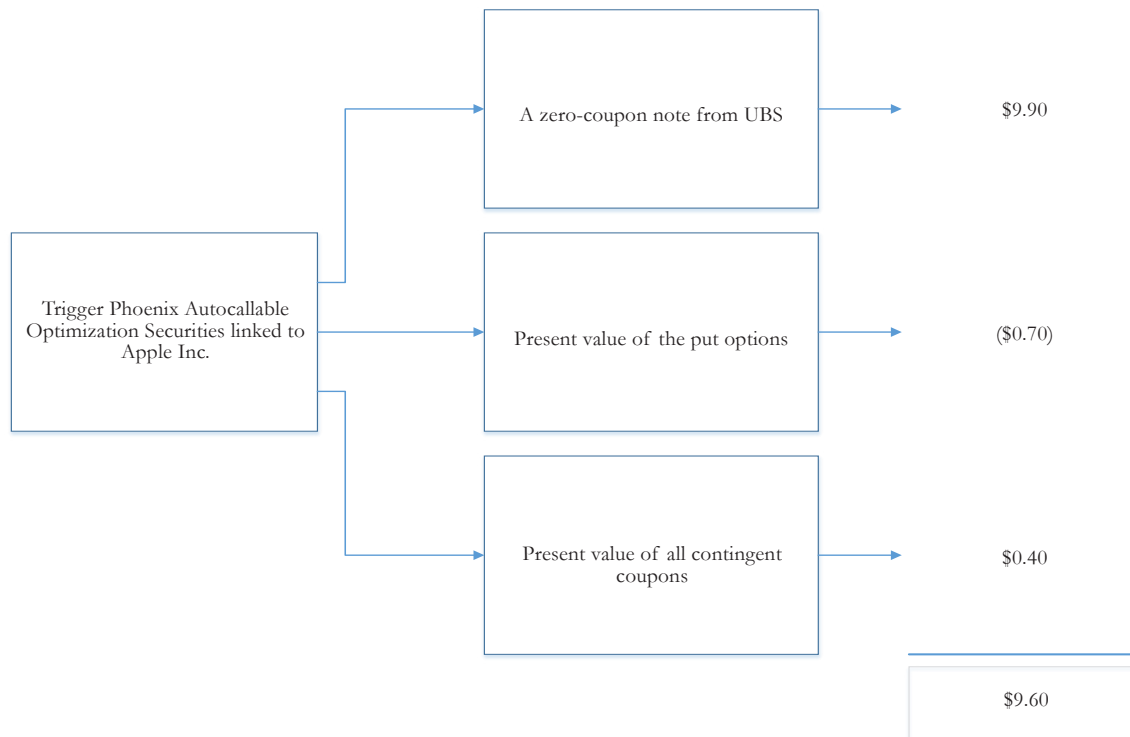 A zero-coupon note from UBS
$9.90
Trigger Phoenix Autocallable
Optimization Securities linked to
Apple Inc.
Present value of the put options
($0.70)
Present value of all contingent
coupons
$0.40
$9.60